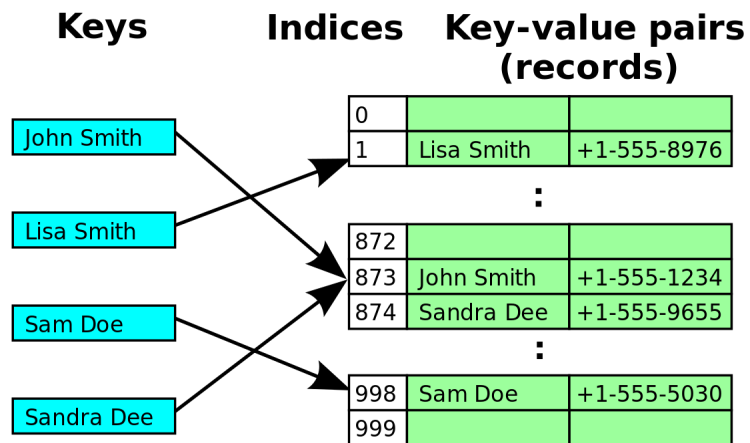 Keys
Indices
Key-value pairs
(records)
John Smith
Lisa Smith
Sam Doe
Sandra Dee
0
1 Lisa Smith +1-555-8976
:
872
873 John Smith +1-555-1234
874 Sandra Dee +1-555-9655
:
998 Sam Doe +1-555-5030
999